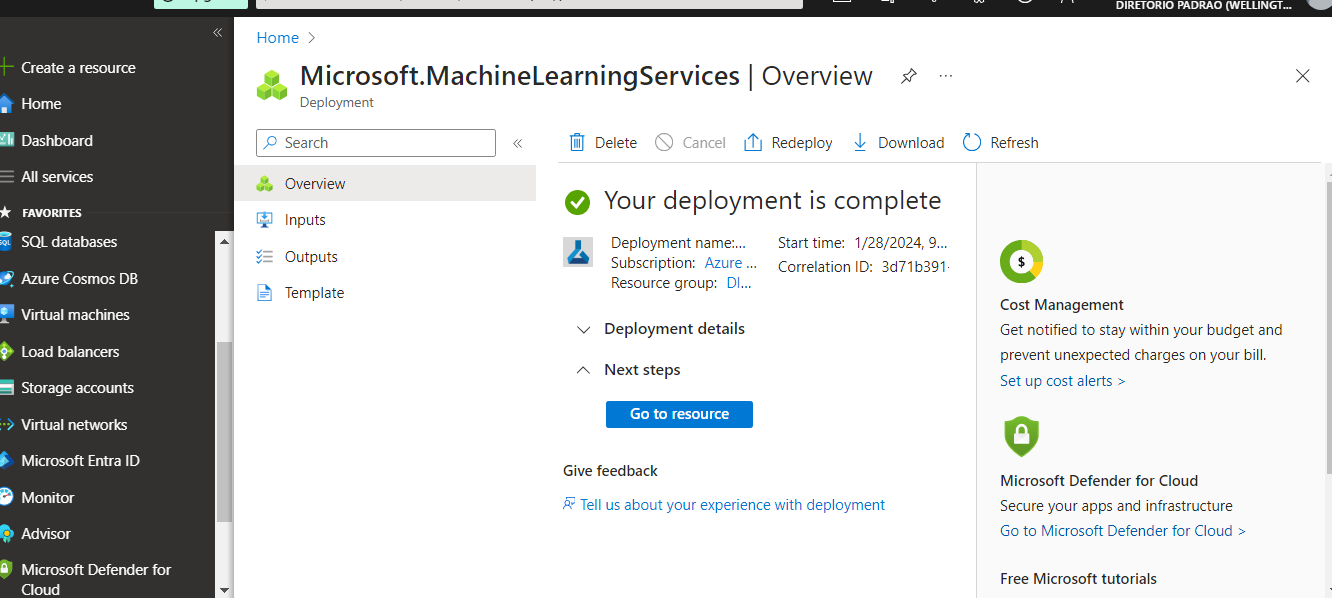 DIRETORIO PADRAO (WELLINGT...
Create a resource
Home
Dashboard
All services
FAVORITES
SQL databases
Azure Cosmos DB
Virtual machines
Load balancers
Storage accounts
Virtual networks
Microsoft Entra ID
Monitor
Advisor
Microsoft Defender for
Cloud
Home
Microsoft.MachineLearningServices | Overview
Deployment
Search
Overview
Inputs
Outputs
Template
Delete
Cancel
Redeploy
Download
Refresh
Your deployment is complete
Deployment name:...
Subscription: Azure ...
Resource group: DI...
Start time: 1/28/2024, 9...
Correlation ID: 3d71b391-
Deployment details
Next steps
Go to resource
Give feedback
Tell us about your experience with deployment
Cost Management
Get notified to stay within your budget and
prevent unexpected charges on your bill.
Set up cost alerts >
Microsoft Defender for Cloud
Secure your apps and infrastructure
Go to Microsoft Defender for Cloud >
Free Microsoft tutorials